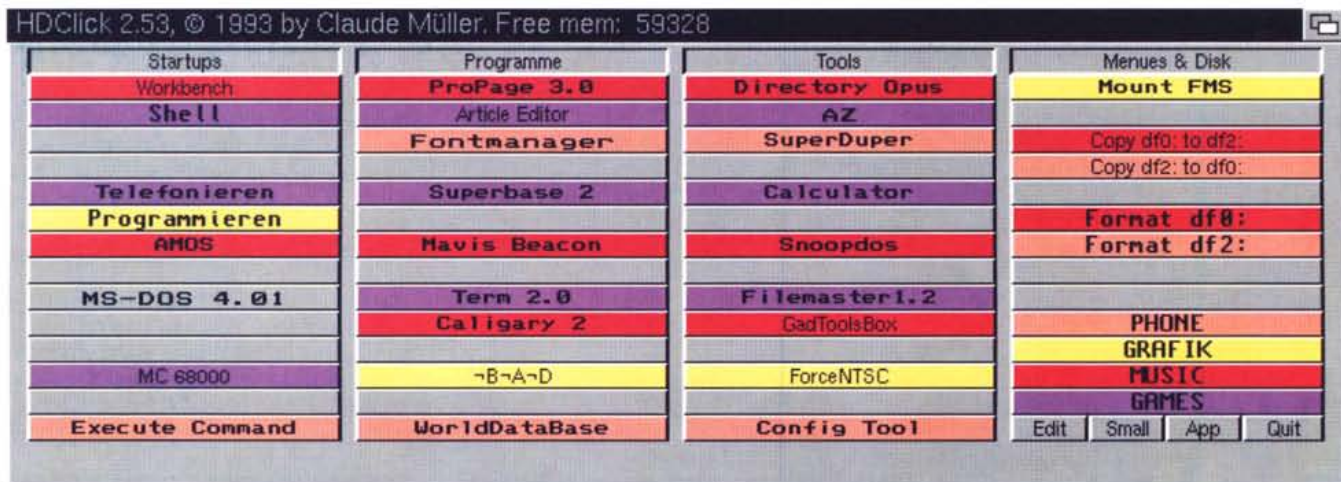 HDClick 2.53, © 1993 by Claude Müller. Free mem: 59328
Startups
Workbench
Shell
Telefonieren
Programmieren
AMOS
MS-DOS 4.01
MC 68000
Execute Command
Programme
ProPage 3.0
Article Editor
Fontmanager
Superbase 2
Mavis Beacon
Term 2.0
Caligary 2
¬B¬A¬D
WorldDataBase
Tools
Directory Opus
AZ
SuperDuper
Calculator
Snoopdos
Filemaster1.2
GadToolsBox
ForceNTSC
Config Tool
Menues & Disk
Mount FMS
Copy df0: to df2:
Copy df2: to df0:
Format df0:
Format df2:
PHONE
GRAFIK
MUSIC
GAMES
Edit Small App Quit